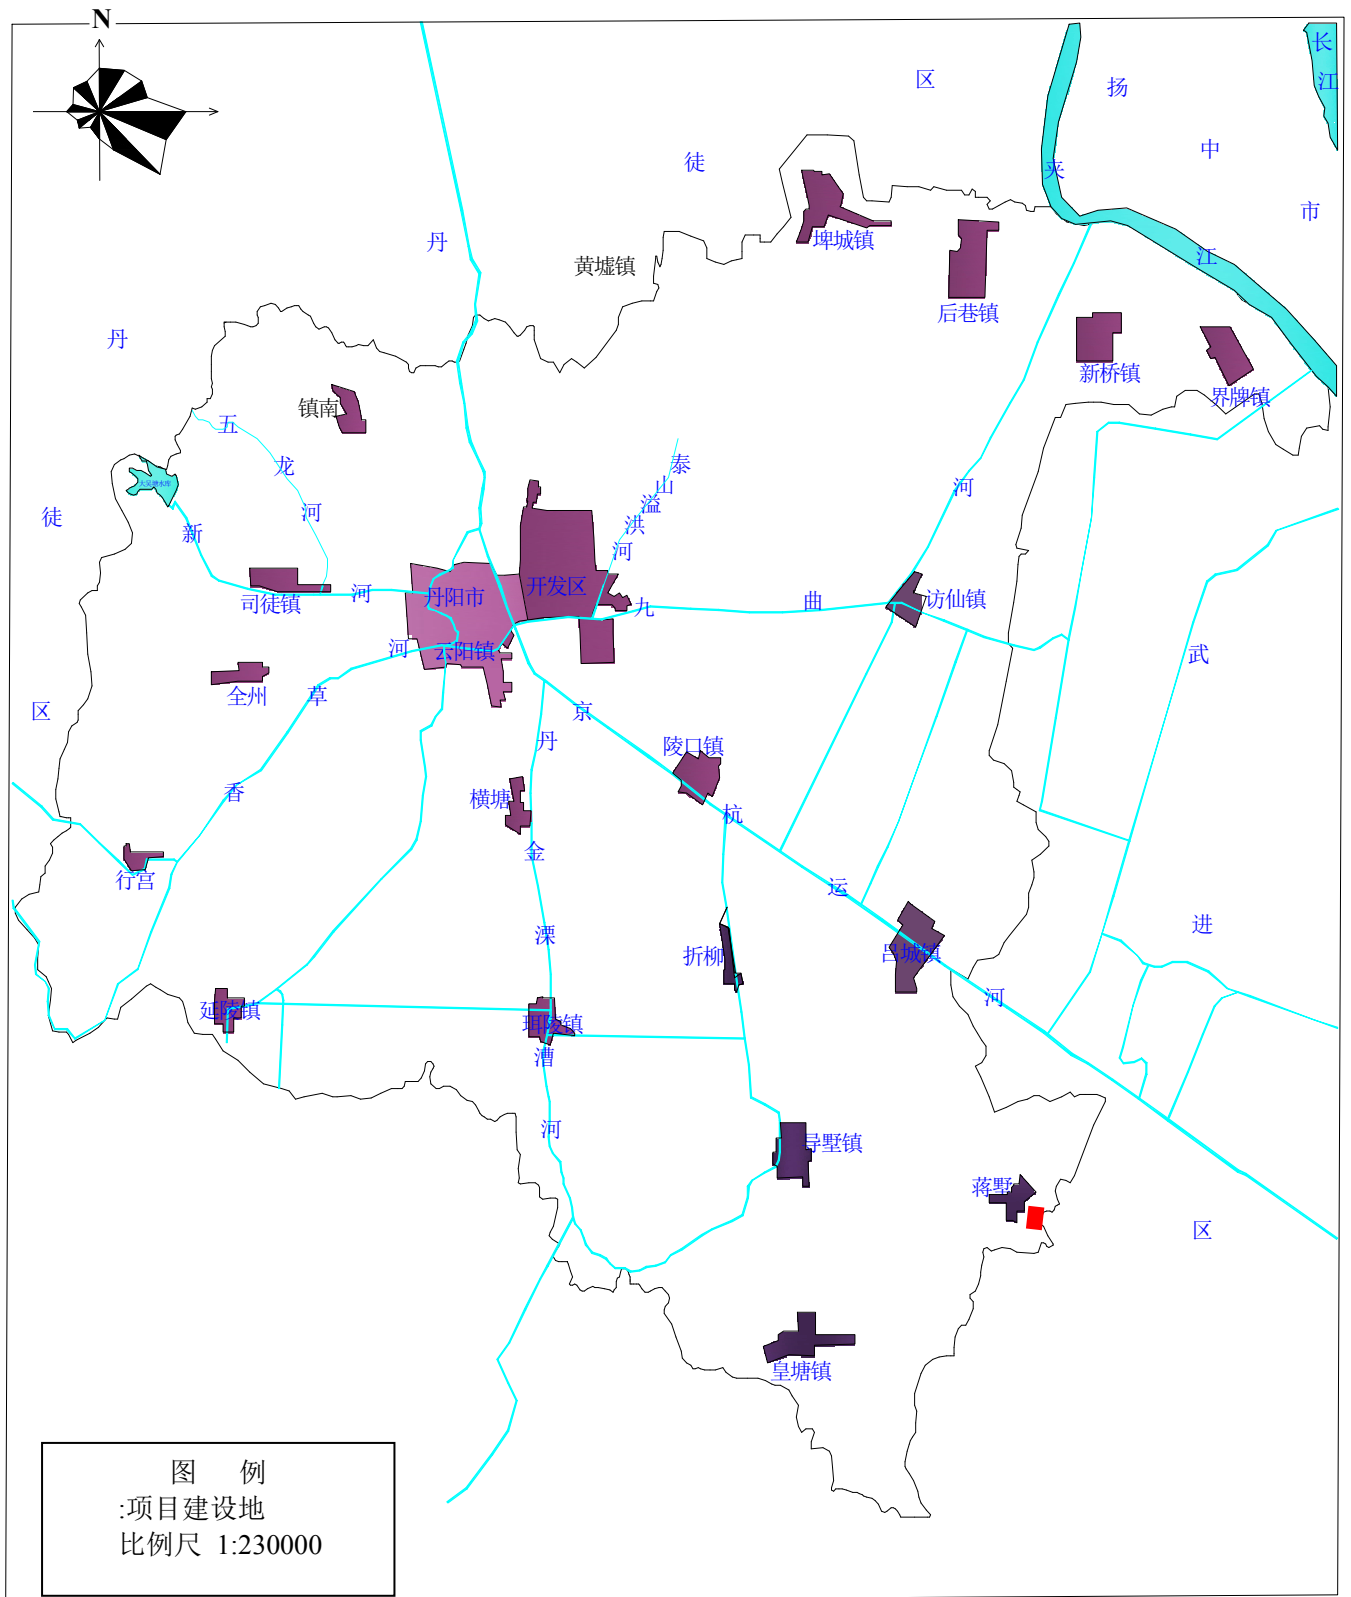 N
长
江
区
扬
中
市
徒
夹
江
丹
埤城镇
黄墟镇
后巷镇
丹
新桥镇
界牌镇
镇南
五
龙
河
泰
山
溢
洪
河
大吴塘水库
徒
新
河
河
司徒镇
丹阳市
开发区
九
曲
访仙镇
河
云阳镇
武
全州
草
区
京
丹
陵口镇
香
横塘
杭
金
行宫
运
溧
进
折柳
吕城镇
河
延陵镇
珥陵镇
漕
河
导墅镇
蒋墅
区
皇塘镇
图 例
:项目建设地
比例尺 1:230000